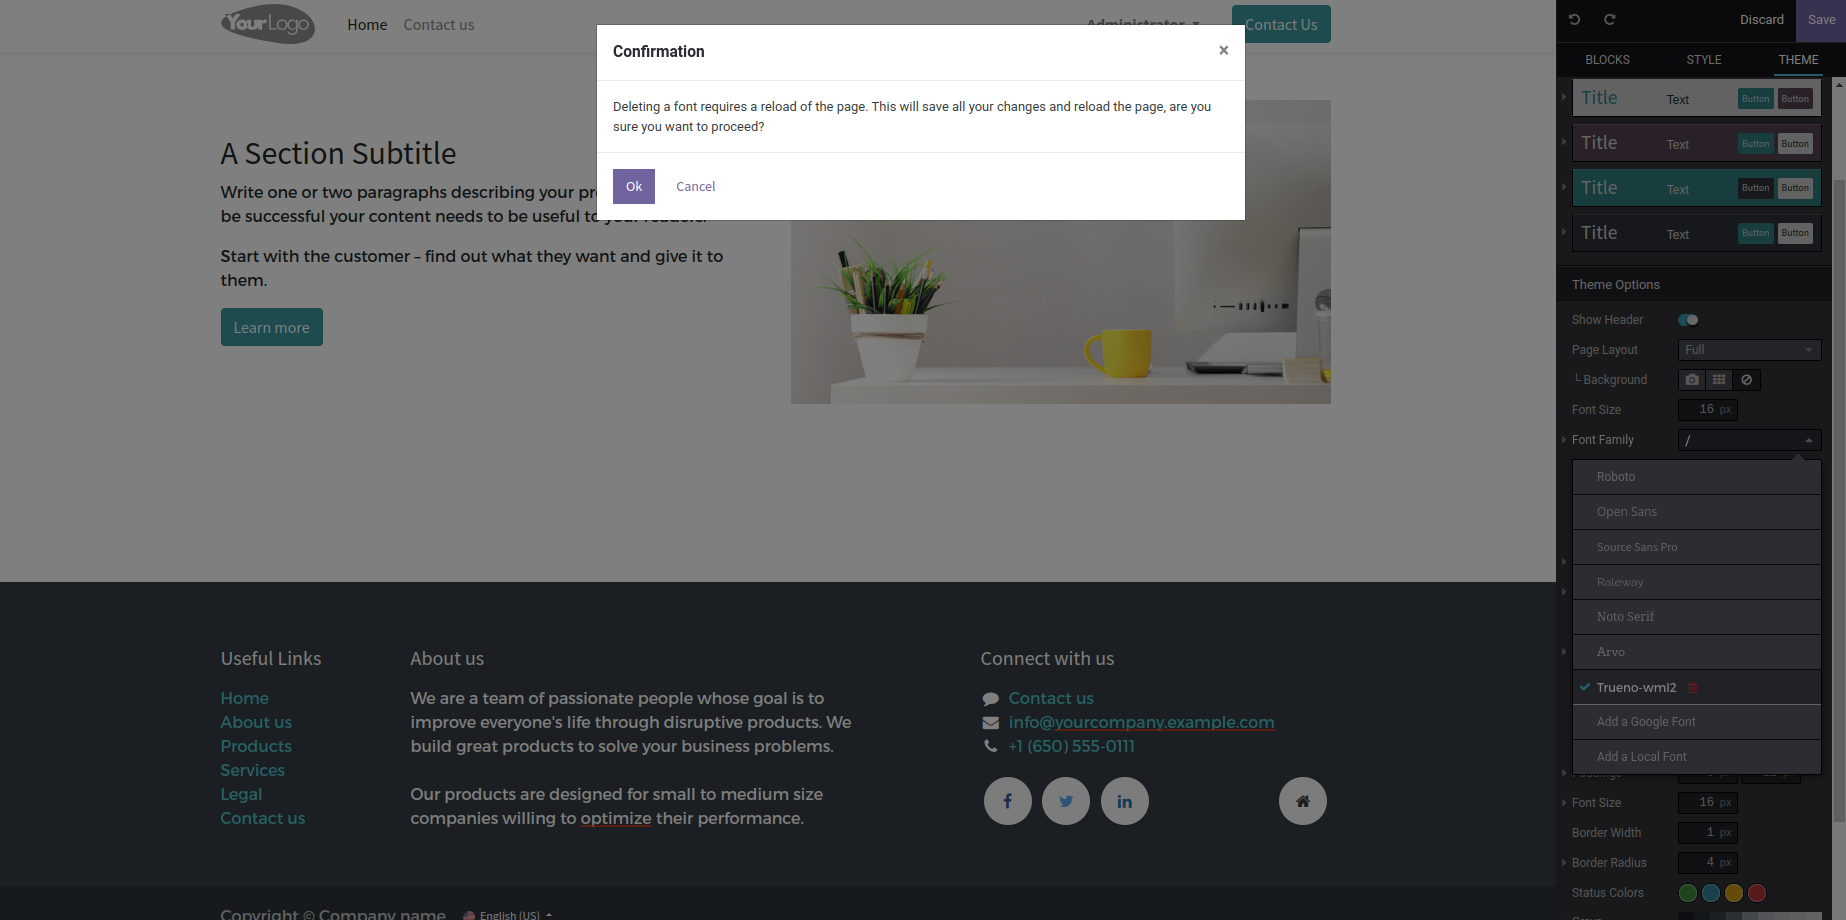 YourLogo
Home
Contact us
Administrator
Contact Us
Discard
Save
BLOCKS
STYLE
THEME
Confirmation
×
Deleting a font requires a reload of the page. This will save all your changes and reload the page, are you
sure you want to proceed?
Ok
Cancel
A Section Subtitle
Write one or two paragraphs describing your pr
be successful your content needs to be useful to your readers.
Start with the customer – find out what they want and give it to
them.
Learn more
Title Text Button Button
Title Text Button Button
Title Text Button Button
Title Text Button Button
Theme Options
Show Header
Page Layout Full
Background
Font Size 16 px
Font Family /
Roboto
Open Sans
Source Sans Pro
Raleway
Noto Serif
Arvo
Trueno-wml2
Add a Google Font
Add a Local Font
Font Size 16 px
Border Width 1 px
Border Radius 4 px
Status Colors
Useful Links
Home
About us
Products
Services
Legal
Contact us
About us
We are a team of passionate people whose goal is to
improve everyone's life through disruptive products. We
build great products to solve your business problems.
Our products are designed for small to medium size
companies willing to optimize their performance.
Connect with us
Contact us
info@yourcompany.example.com
+1 (650) 555-0111
Copyright © Company name
English (US)